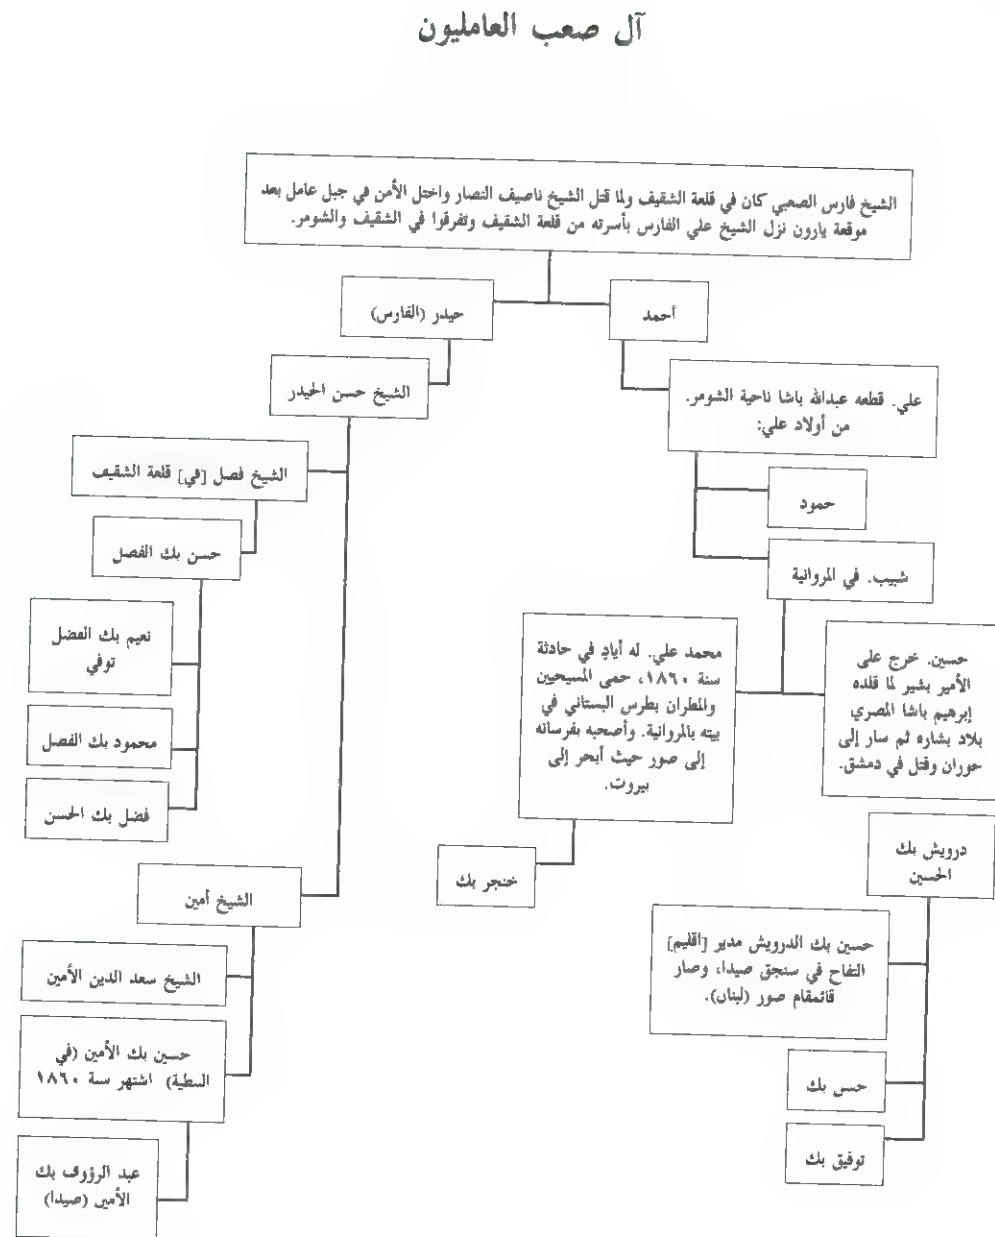 آل صعب العامليون
الشيخ فارس الصعبي كان في قلعة الشقيف ولما قتل الشيخ ناصيف النصار واختل الأمن في جبل عامل بعد
موقعة يارون نزل الشيخ علي الفارس بأسرته من قلعة الشقيف وتفرقوا في الشقيف والشومر.
أحمد
حيدر (الفارس)
علي. قطعه عبدالله باشا ناحية الشومر.
من أولاد علي:
حمود
شبيب. في المروانية
حسين. خرج على
الأمير بشير لما قلده
إبرهيم باشا المصري
بلاد بشاره ثم سار إلى
حوران وقتل في دمشق.
محمد علي. له أيادٍ في حادثة
سنة ١٨٦٠، حمى المسيحيين
والمطران بطرس البستاني في
بيته بالمروانية. وأصحبه بفرسانه
إلى صور حيث أبحر إلى
بيروت.
خنجر بك
درويش بك
الحسين
حسين بك الدرويش مدير [اقليم]
التفاح في سنجق صيدا، وصار
قائمقام صور (لبنان).
حسن بك
توفيق بك
الشيخ حسن الحيدر
الشيخ فصل [في] قلعة الشقيف
حسن بك الفصل
نعيم بك الفضل
توفي
محمود بك الفصل
فضل بك الحسن
الشيخ أمين
الشيخ سعد الدين الأمين
حسين بك الأمين (في
النبطية) اشتهر سنة ١٨٦٠
عبد الرؤوف بك
الأمين (صيدا)